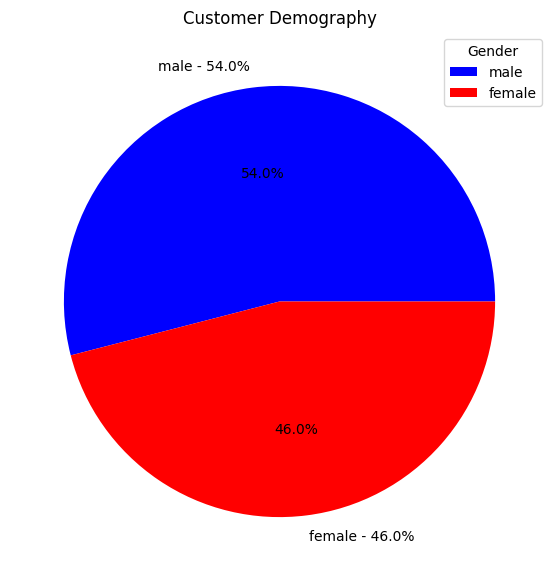 Customer Demography
Gender
male
female
male - 54.0%
54.0%
46.0%
female - 46.0%